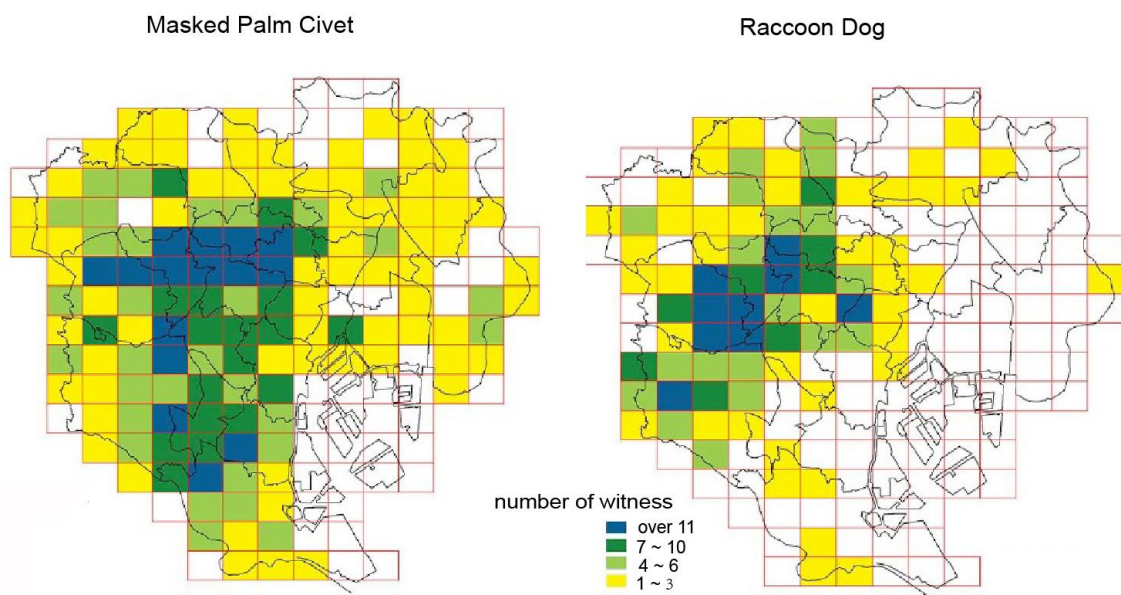 Masked Palm Civet
Raccoon Dog
number of witness
over 11
7 ~ 10
4 ~ 6
1 ~ 3